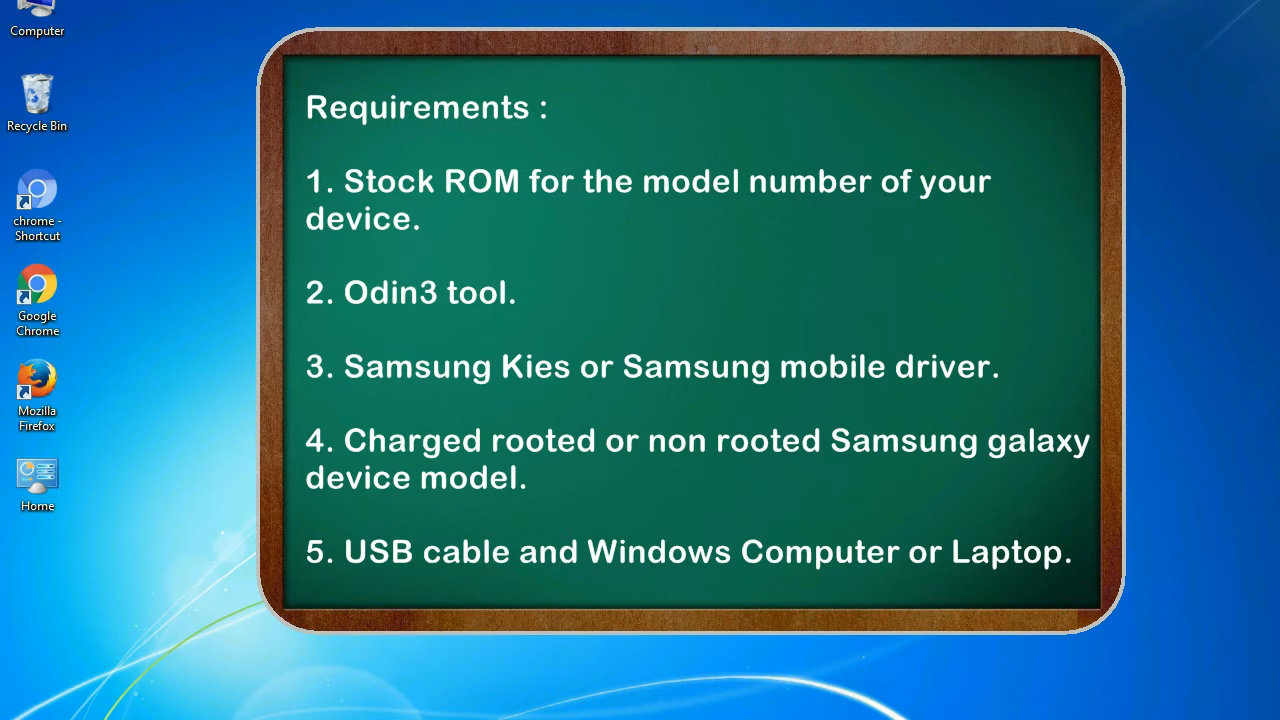 Computer
Recycle Bin
chrome -
Shortcut
Google
Chrome
Mozilla
Firefox
Home
Requirements :
1. Stock ROM for the model number of your
device.
2. Odin3 tool.
3. Samsung Kies or Samsung mobile driver.
4. Charged rooted or non rooted Samsung galaxy
device model.
5. USB cable and Windows Computer or Laptop.